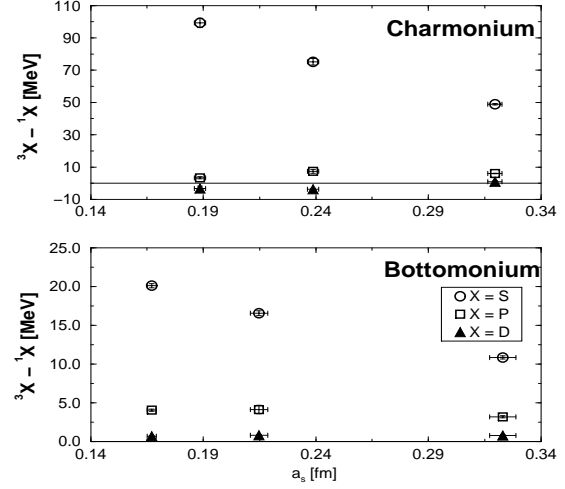 110
90
70
50
30
10
−10
³X − ¹X [MeV]
Charmonium
0.14 0.19 0.24 0.29 0.34
25.0
20.0
15.0
10.0
5.0
0.0
³X − ¹X [MeV]
Bottomonium
X = S
X = P
X = D
0.14 0.19 0.24 0.29 0.34
aₛ [fm]